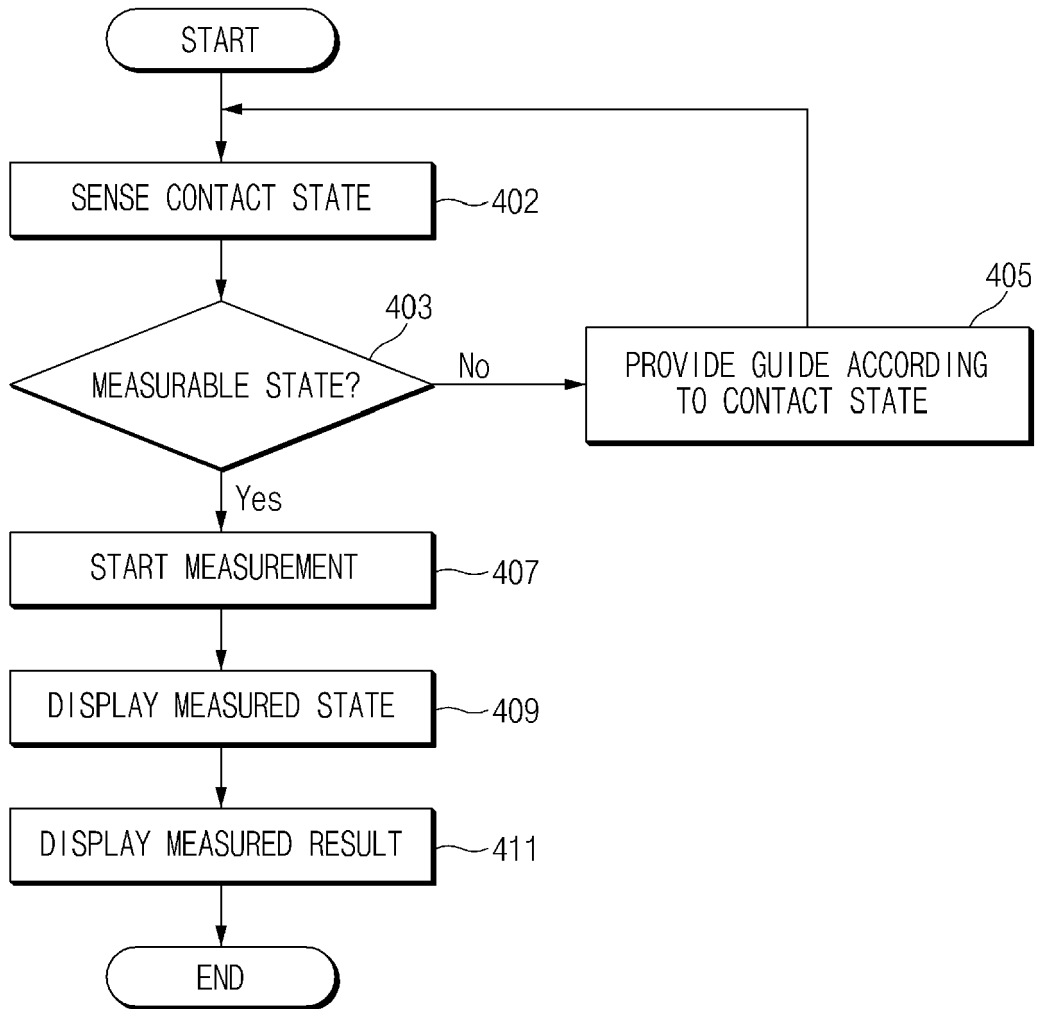 START
SENSE CONTACT STATE
402
403
MEASURABLE STATE?
No
405
PROVIDE GUIDE ACCORDING
TO CONTACT STATE
Yes
START MEASUREMENT
407
DISPLAY MEASURED STATE
409
DISPLAY MEASURED RESULT
411
END